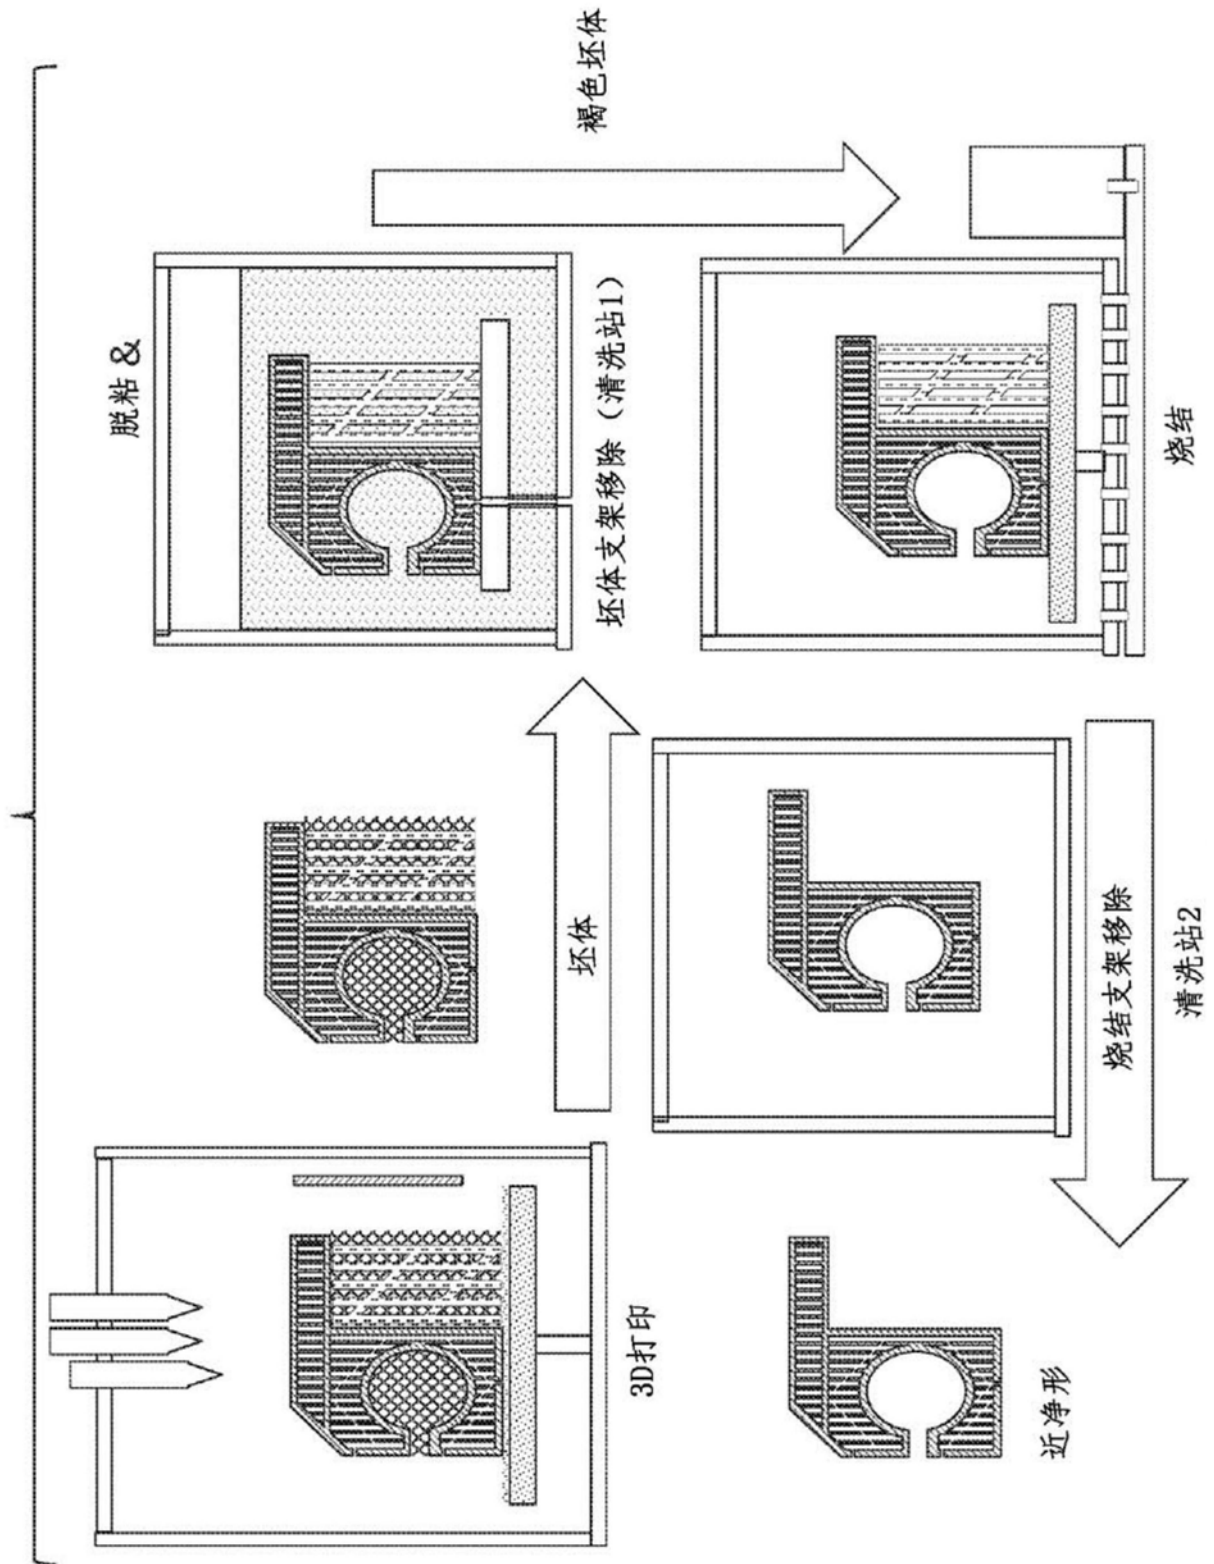 3D打印
坯体
脱粘 &
坯体支架移除（清洗站1）
褐色坯体
烧结
烧结支架移除
清洗站2
近净形